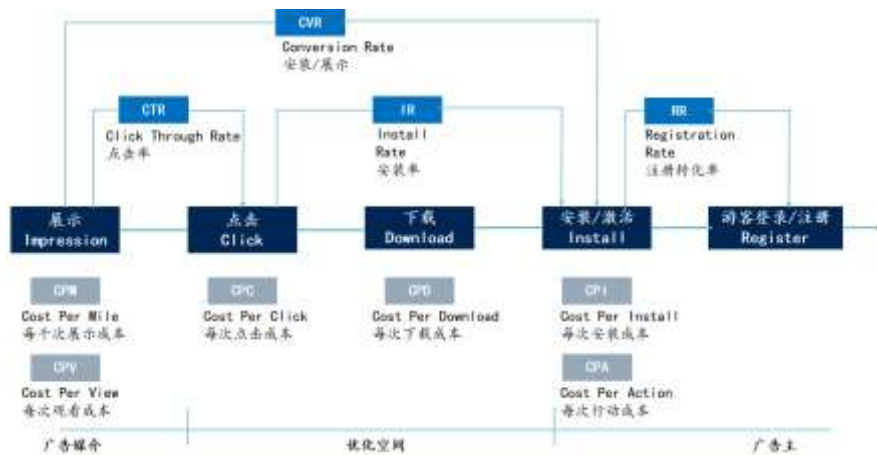 CVR
Conversion Rate
安装/展示
CTR
Click Through Rate
点击率
IR
Install
Rate
安装率
RR
Registration
Rate
注册转化率
展示
Impression
点击
Click
下载
Download
安装/激活
Install
游客登录/注册
Register
CPM
Cost Per Mile
每千次展示成本
CPC
Cost Per Click
每次点击成本
CPD
Cost Per Download
每次下载成本
CPI
Cost Per Install
每次安装成本
CPV
Cost Per View
每次观看成本
CPA
Cost Per Action
每次行动成本
广告媒介
优化空间
广告主